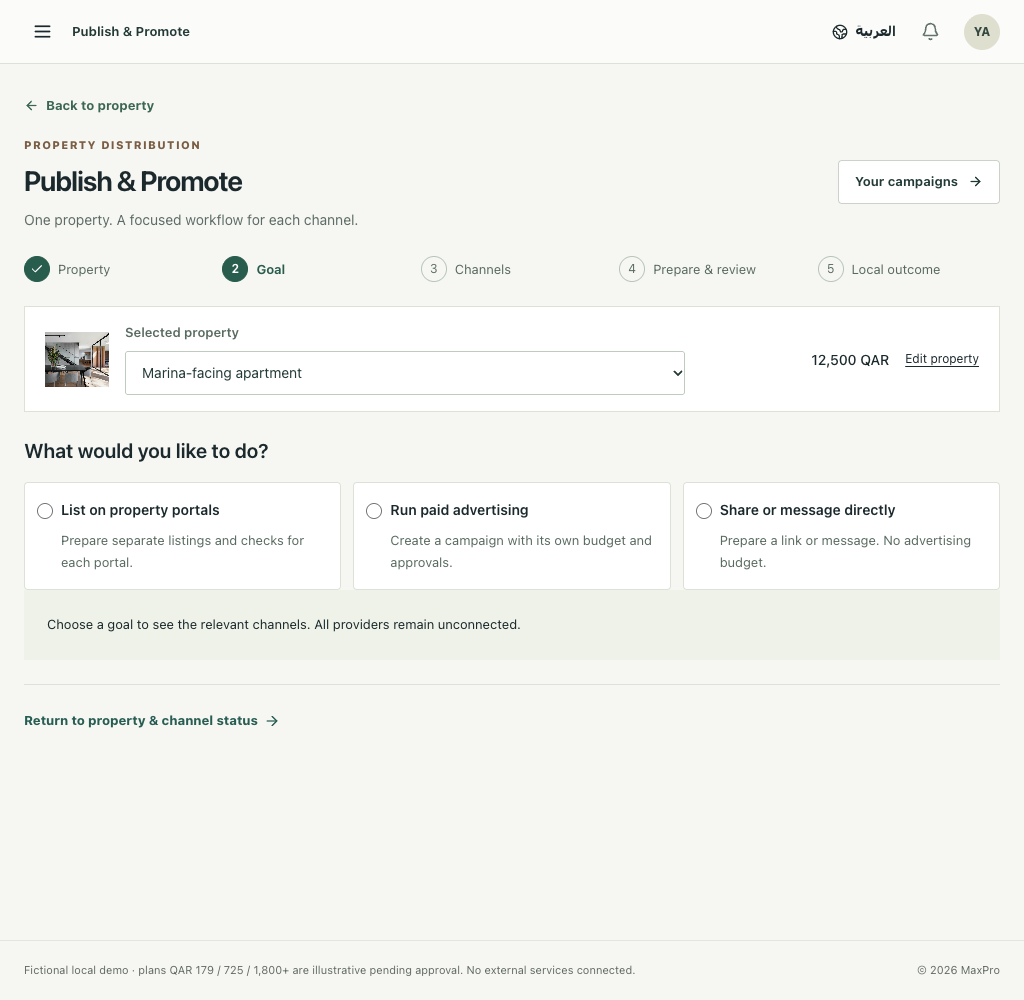 Publish & Promote
العربية
YA
Back to property
PROPERTY DISTRIBUTION
Publish & Promote
Your campaigns
One property. A focused workflow for each channel.
Property
2 Goal
3 Channels
4 Prepare & review
5 Local outcome
Selected property
Marina-facing apartment
12,500 QAR
Edit property
What would you like to do?
List on property portals
Prepare separate listings and checks for
each portal.
Run paid advertising
Create a campaign with its own budget and
approvals.
Share or message directly
Prepare a link or message. No advertising
budget.
Choose a goal to see the relevant channels. All providers remain unconnected.
Return to property & channel status
Fictional local demo · plans QAR 179 / 725 / 1,800+ are illustrative pending approval. No external services connected.
© 2026 MaxPro